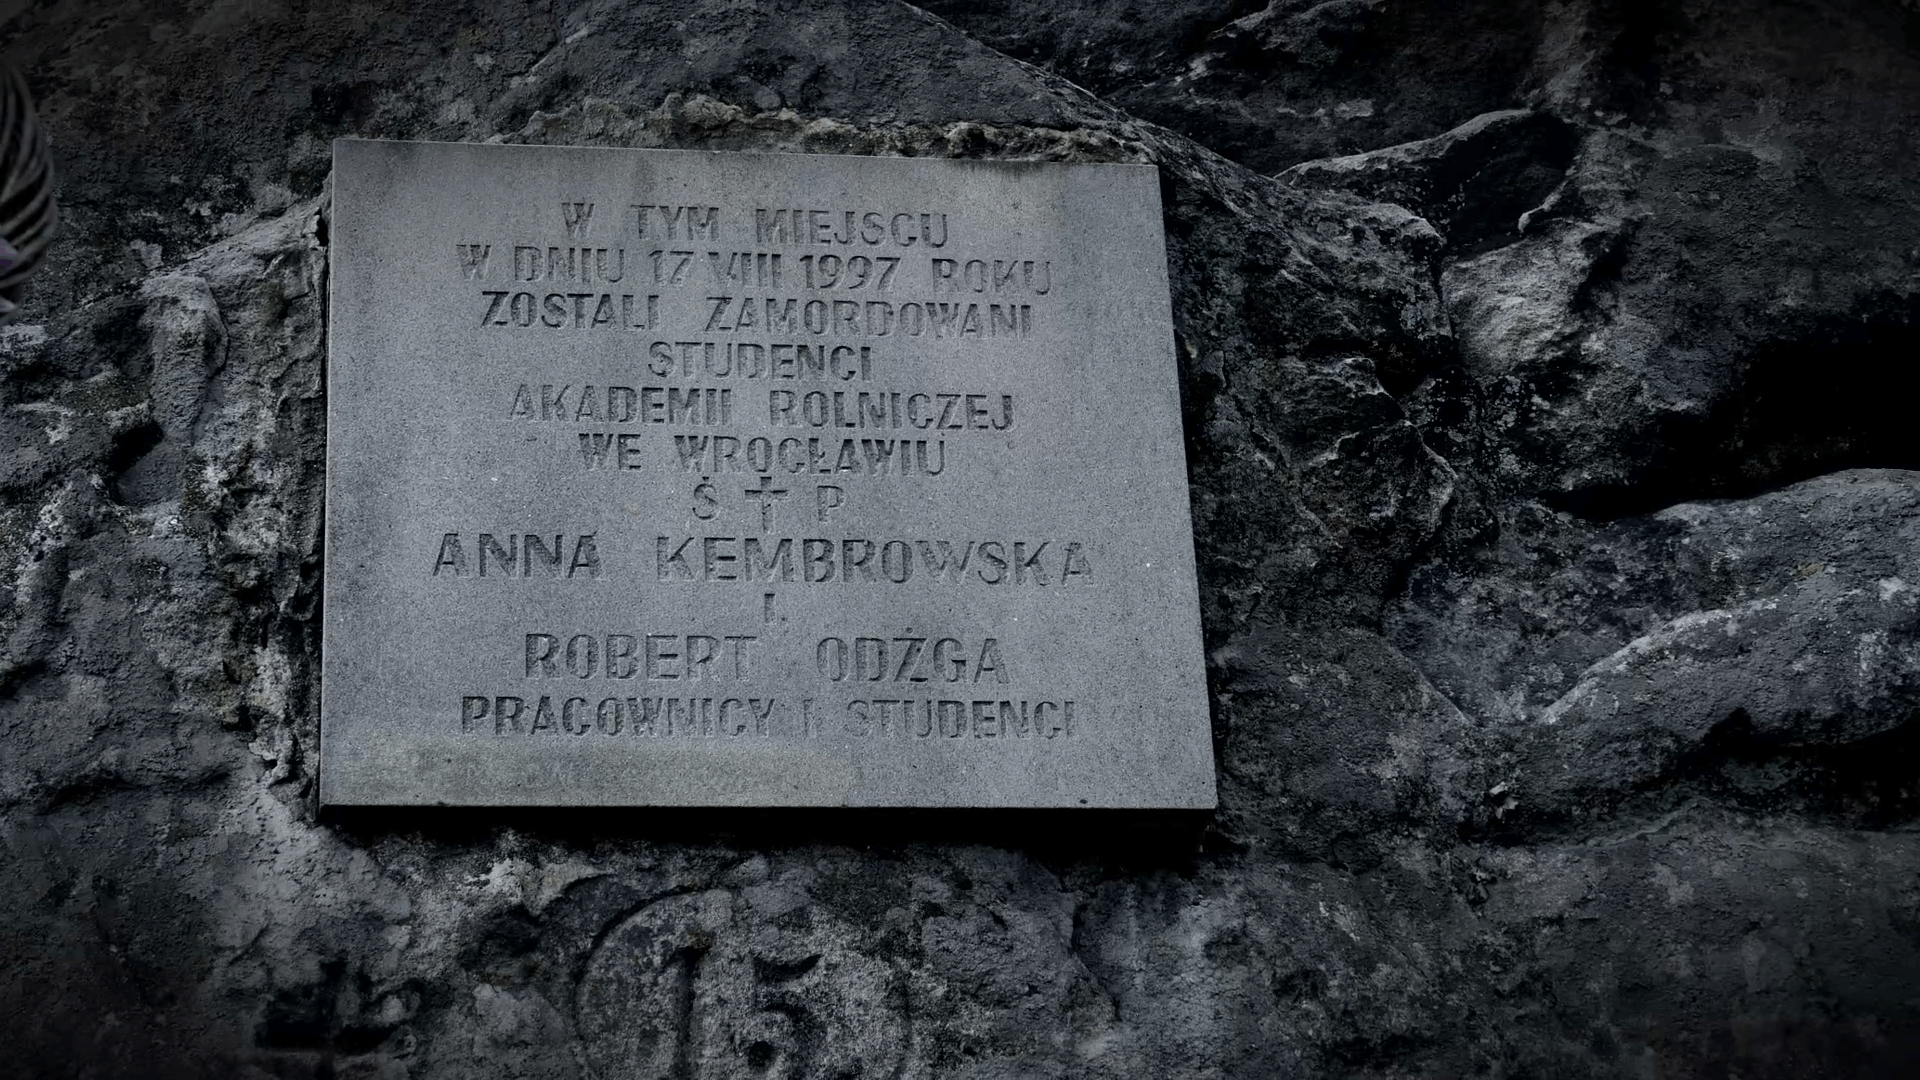 W TYM MIEJSCU
W DNIU 17 VIII 1997 ROKU
ZOSTALI ZAMORDOWANI
STUDENCI
AKADEMII ROLNICZEJ
WE WROCŁAWIU
Ś † P
ANNA KEMBROWSKA
I
ROBERT ODŻGA
PRACOWNICY I STUDENCI
15